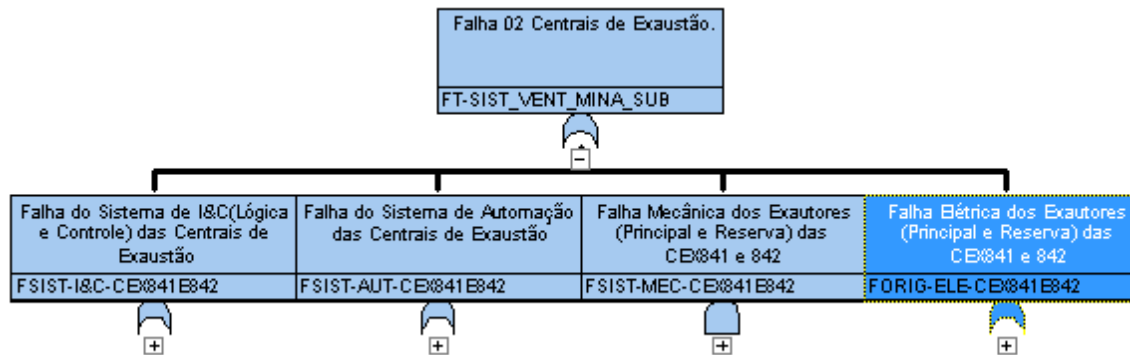 Falha 02 Centrais de Exaustão.
FT-SIST_VENT_MINA_SUB
Falha do Sistema de I&C(Lógica
e Controle) das Centrais de
Exaustão
FSIST-I&C-CEX841E842
Falha do Sistema de Automação
das Centrais de Exaustão
FSIST-AUT-CEX841E842
Falha Mecânica dos Exautores
(Principal e Reserva) das
CEX841 e 842
FSIST-MEC-CEX841E842
Falha Elétrica dos Exautores
(Principal e Reserva) das
CEX841 e 842
FORIG-ELE-CEX841E842